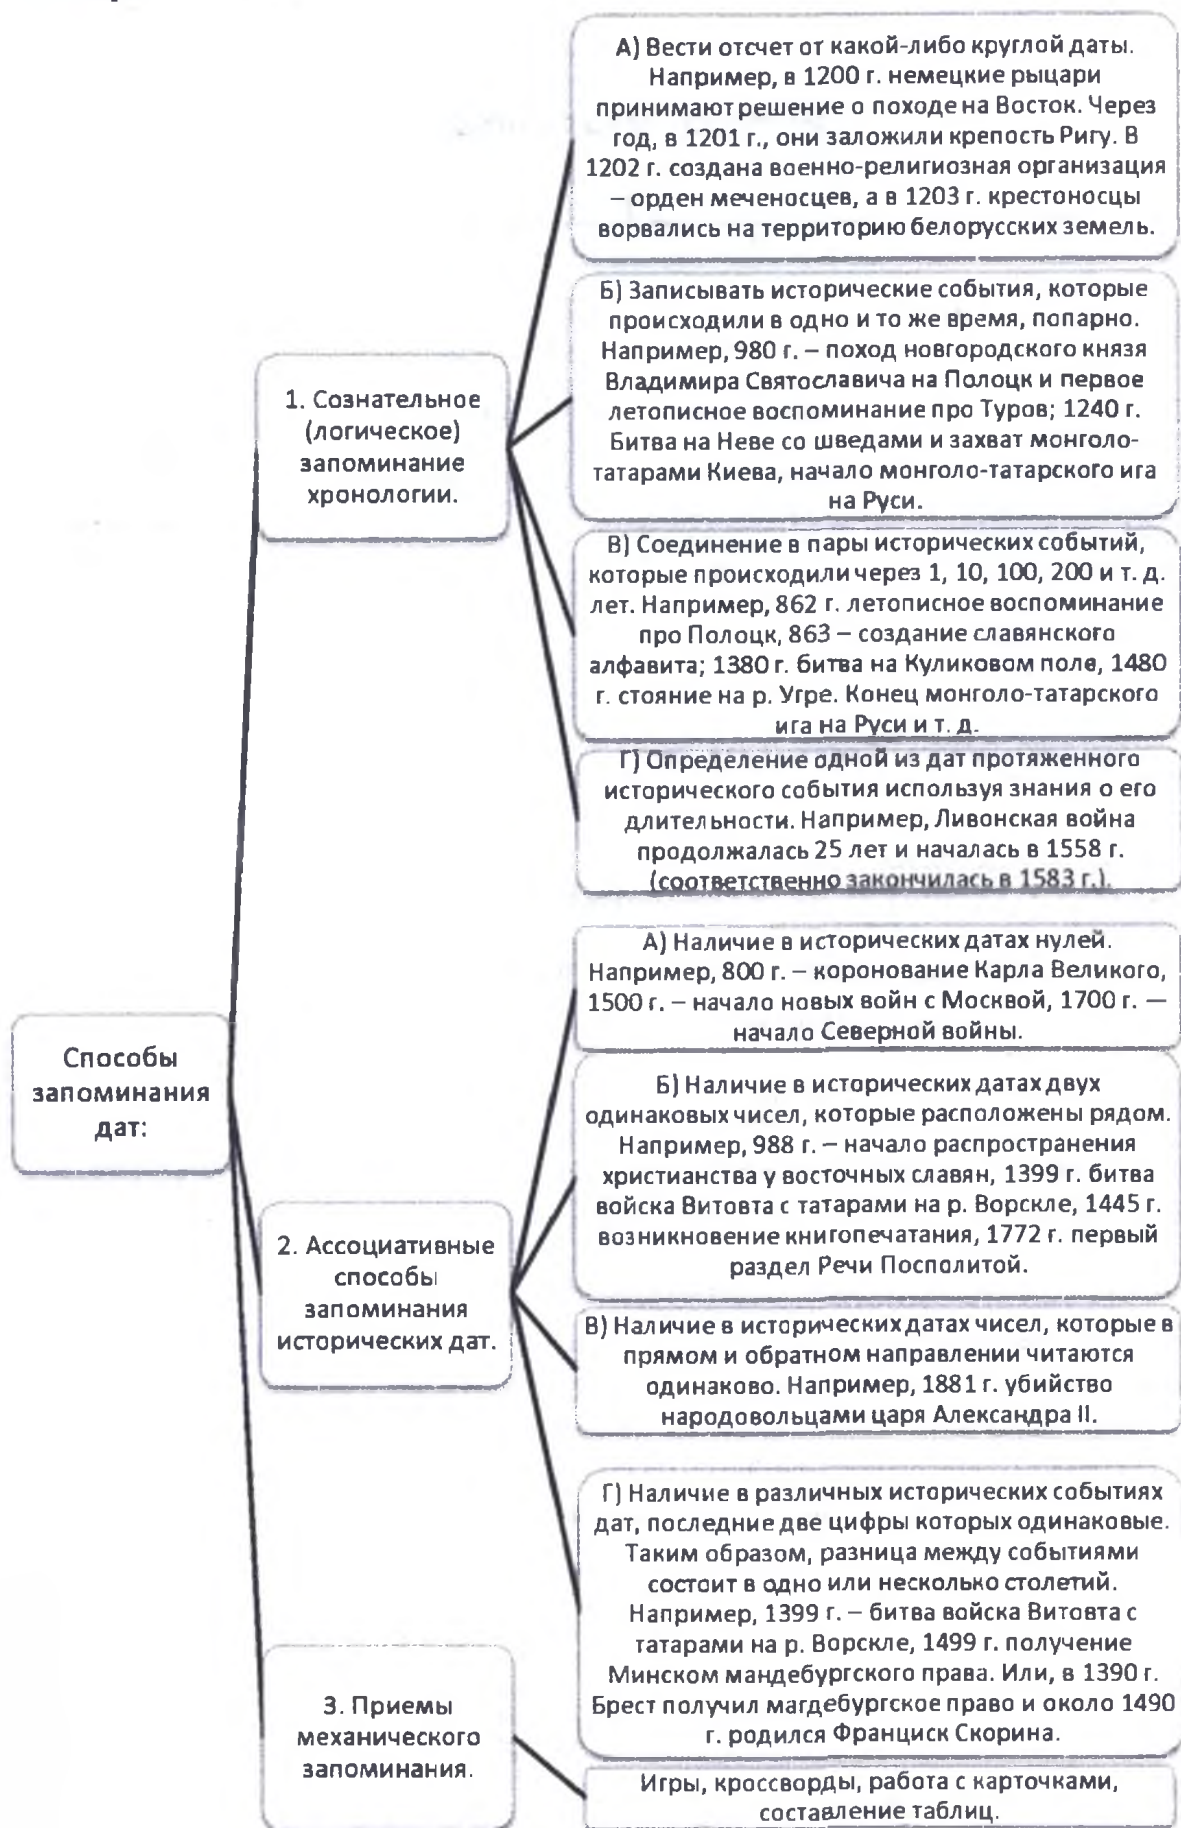 А) Вести отсчет от какой-либо круглой даты.
Например, в 1200 г. немецкие рыцари
принимают решение о походе на Восток. Через
год, в 1201 г., они заложили крепость Ригу. В
1202 г. создана военно-религиозная организация
– орден меченосцев, а в 1203 г. крестоносцы
ворвались на территорию белорусских земель.
Б) Записывать исторические события, которые
происходили в одно и то же время, попарно.
Например, 980 г. – поход новгородского князя
Владимира Святославича на Полоцк и первое
летописное воспоминание про Туров; 1240 г.
Битва на Неве со шведами и захват монголо-
татарами Киева, начало монголо-татарского ига
на Руси.
1. Сознательное
(логическое)
запоминание
хронологии.
В) Соединение в пары исторических событий,
которые происходили через 1, 10, 100, 200 и т. д.
лет. Например, 862 г. летописное воспоминание
про Полоцк, 863 – создание славянского
алфавита; 1380 г. битва на Куликовом поле, 1480
г. стояние на р. Угре. Конец монголо-татарского
ига на Руси и т. д.
Г) Определение одной из дат протяженного
исторического события используя знания о его
длительности. Например, Ливонская война
продолжалась 25 лет и началась в 1558 г.
(соответственно закончилась в 1583 г.).
Способы
запоминания
дат:
А) Наличие в исторических датах нулей.
Например, 800 г. – коронование Карла Великого,
1500 г. – начало новых войн с Москвой, 1700 г. —
начало Северной войны.
Б) Наличие в исторических датах двух
одинаковых чисел, которые расположены рядом.
Например, 988 г. – начало распространения
христианства у восточных славян, 1399 г. битва
войска Витовта с татарами на р. Ворскле, 1445 г.
возникновение книгопечатания, 1772 г. первый
раздел Речи Посполитой.
2. Ассоциативные
способы
запоминания
исторических дат.
В) Наличие в исторических датах чисел, которые в
прямом и обратном направлении читаются
одинаково. Например, 1881 г. убийство
народовольцами царя Александра II.
Г) Наличие в различных исторических событиях
дат, последние две цифры которых одинаковые.
Таким образом, разница между событиями
состоит в одно или несколько столетий.
Например, 1399 г. – битва войска Витовта с
татарами на р. Ворскле, 1499 г. получение
Минском мандебургского права. Или, в 1390 г.
Брест получил магдебургское право и около 1490
г. родился Франциск Скорина.
3. Приемы
механического
запоминания.
Игры, кроссворды, работа с карточками,
составление таблиц.